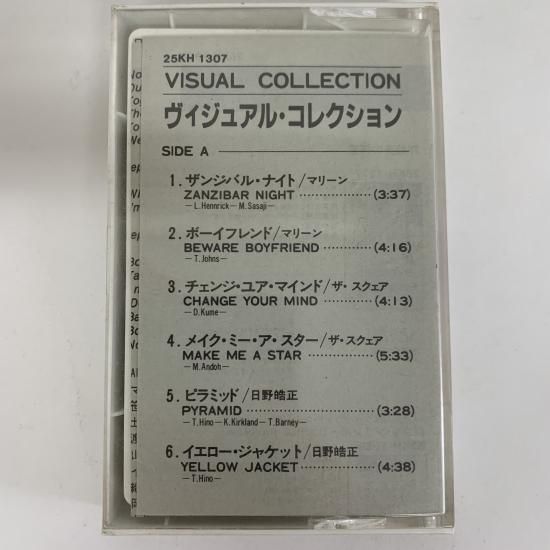 25KH 1307
VISUAL COLLECTION
ヴィジュアル・コレクション
SIDE A
1. ザンジバル・ナイト/マリーン
ZANZIBAR NIGHT ……………(3:37)
—L.Hennrick—M.Sasaji—
2. ボーイフレンド/マリーン
BEWARE BOYFRIEND …………(4:16)
—T.Johns—
3. チェンジ・ユア・マインド/ザ・スクェア
CHANGE YOUR MIND …………(4:13)
—D.Kume—
4. メイク・ミー・ア・スター/ザ・スクェア
MAKE ME A STAR ……………(5:33)
—M.Andoh—
5. ピラミッド/日野皓正
PYRAMID ……………………(3:28)
—T.Hino—K.Kirkland—T.Barney—
6. イエロー・ジャケット/日野皓正
YELLOW JACKET ………………(4:38)
—T.Hino—